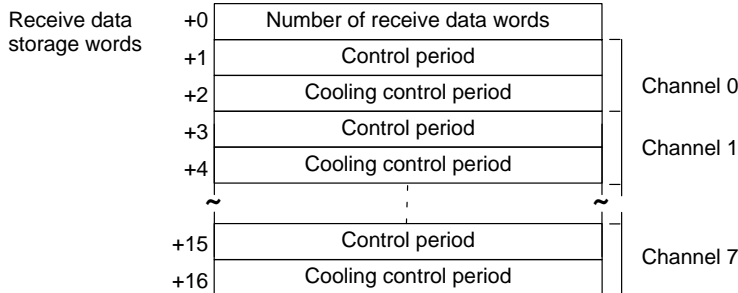 Receive data
storage words
+0 Number of receive data words
+1 Control period
+2 Cooling control period
Channel 0
+3 Control period
+4 Cooling control period
Channel 1
~ ~
+15 Control period
+16 Cooling control period
Channel 7